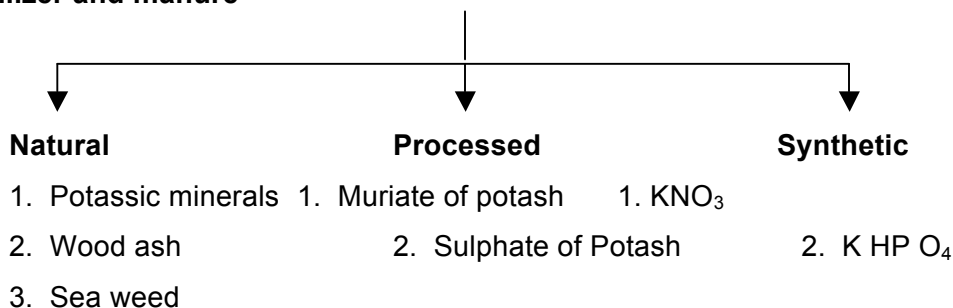 and manure
Natural Processed Synthetic
1. Potassic minerals 1. Muriate of potash 1. KNO₃
2. Wood ash 2. Sulphate of Potash 2. K HP O₄
3. Sea weed